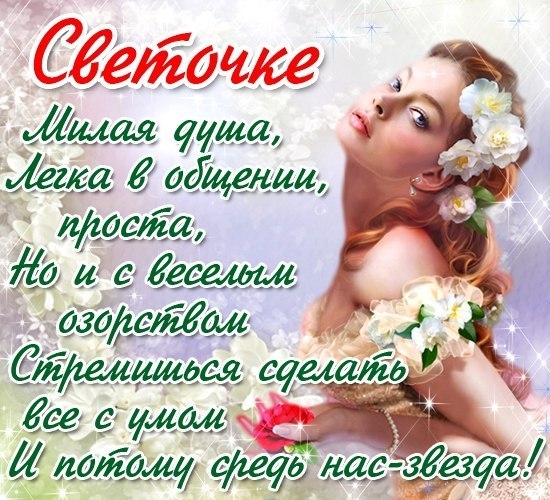 Светочке
Милая душа,
Легка в общении,
проста,
Но и с веселым
озорством
Стремишься сделать
все с умом
И потому средь нас-звезда!